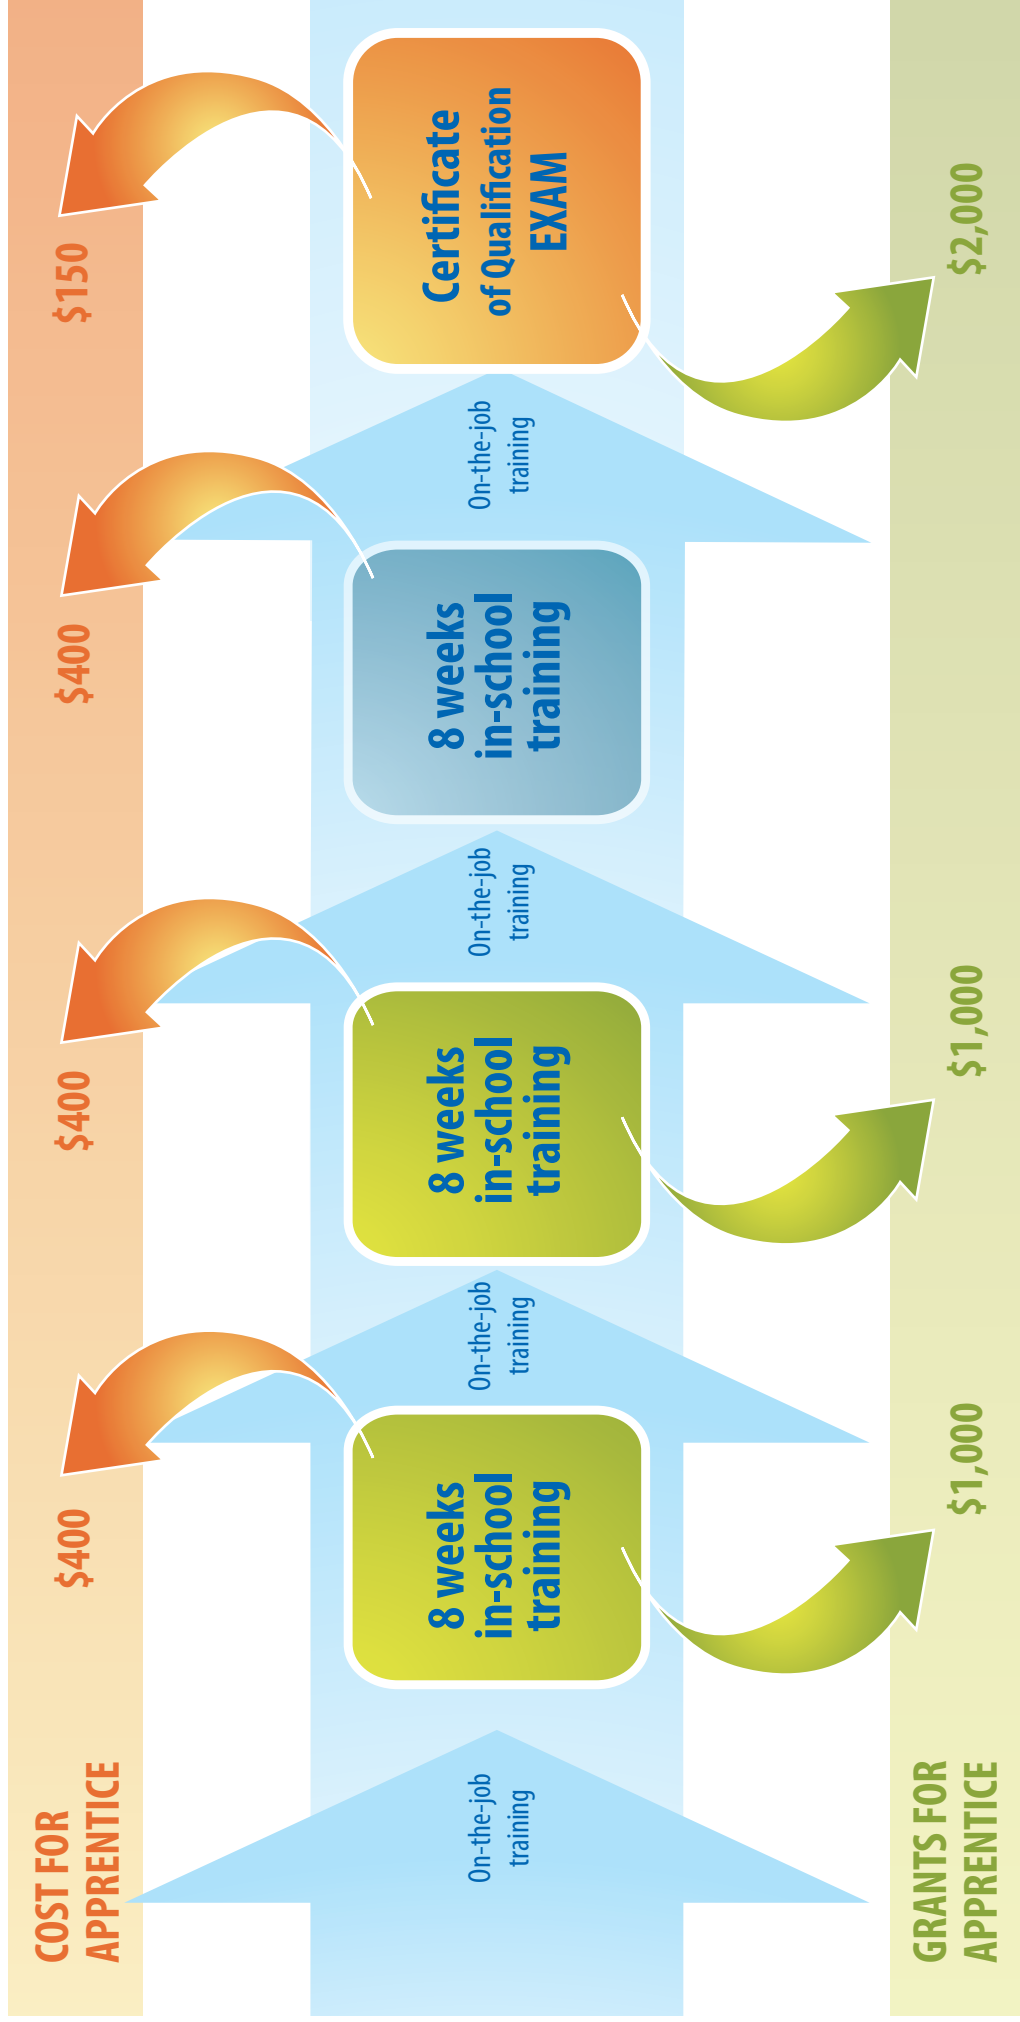 COST FOR
APPRENTICE
$400
$400
$400
$150
On-the-job
training
8 weeks
in-school
training
On-the-job
training
8 weeks
in-school
training
On-the-job
training
8 weeks
in-school
training
On-the-job
training
Certificate
of Qualification
EXAM
GRANTS FOR
APPRENTICE
$1,000
$1,000
$2,000